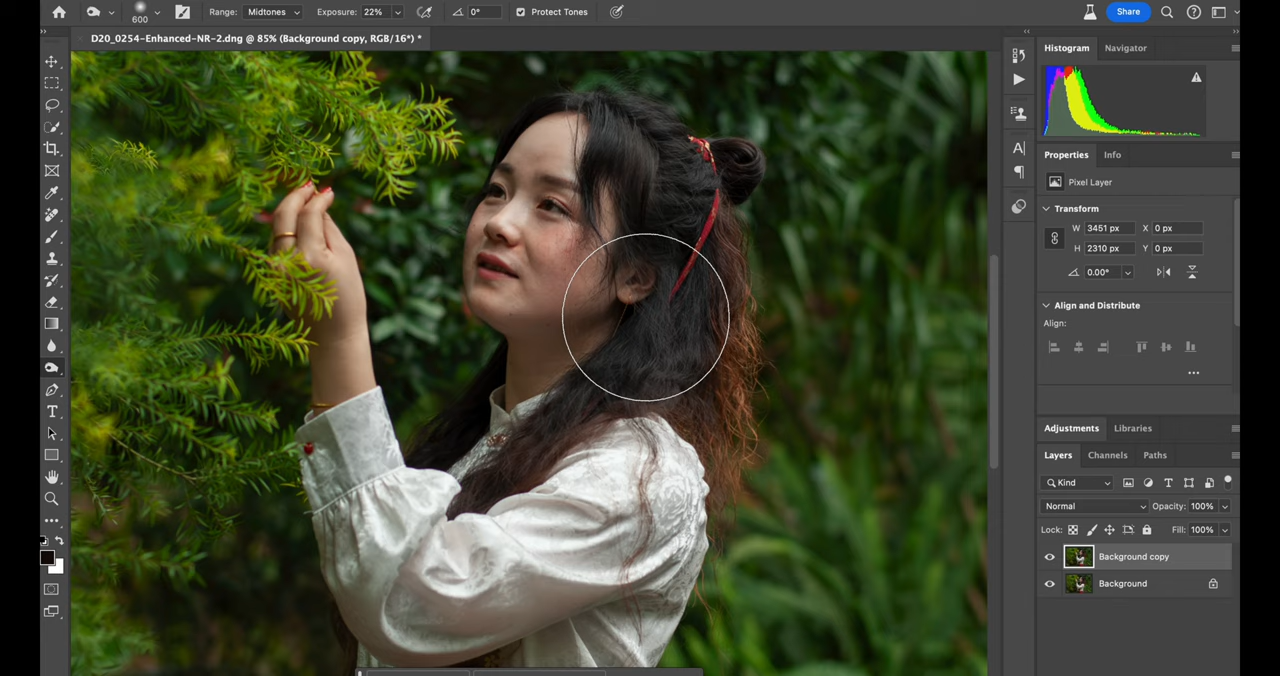 600
Range: Midtones
Exposure: 22%
0°
Protect Tones
Share
D20_0254-Enhanced-NR-2.dng @ 85% (Background copy, RGB/16*) *
Histogram
Navigator
Properties
Info
Pixel Layer
Transform
W 3451 px
X 0 px
H 2310 px
Y 0 px
0.00°
Align and Distribute
Align:
Adjustments
Libraries
Layers
Channels
Paths
Kind
Normal
Opacity: 100%
Lock:
Fill: 100%
Background copy
Background